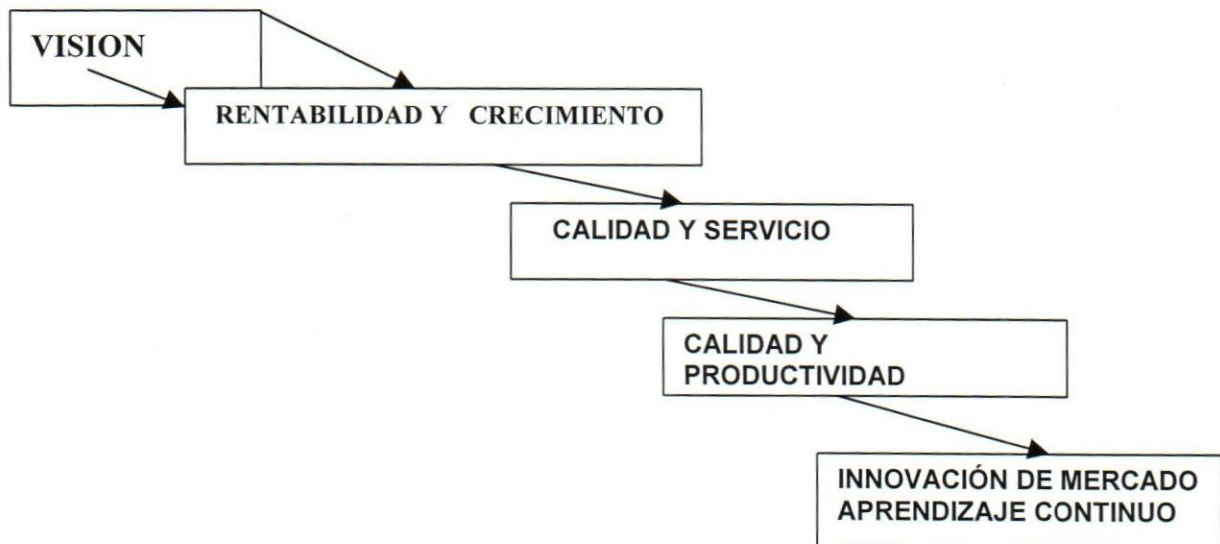 VISION
RENTABILIDAD Y CRECIMIENTO
CALIDAD Y SERVICIO
CALIDAD Y
PRODUCTIVIDAD
INNOVACIÓN DE MERCADO
APRENDIZAJE CONTINUO